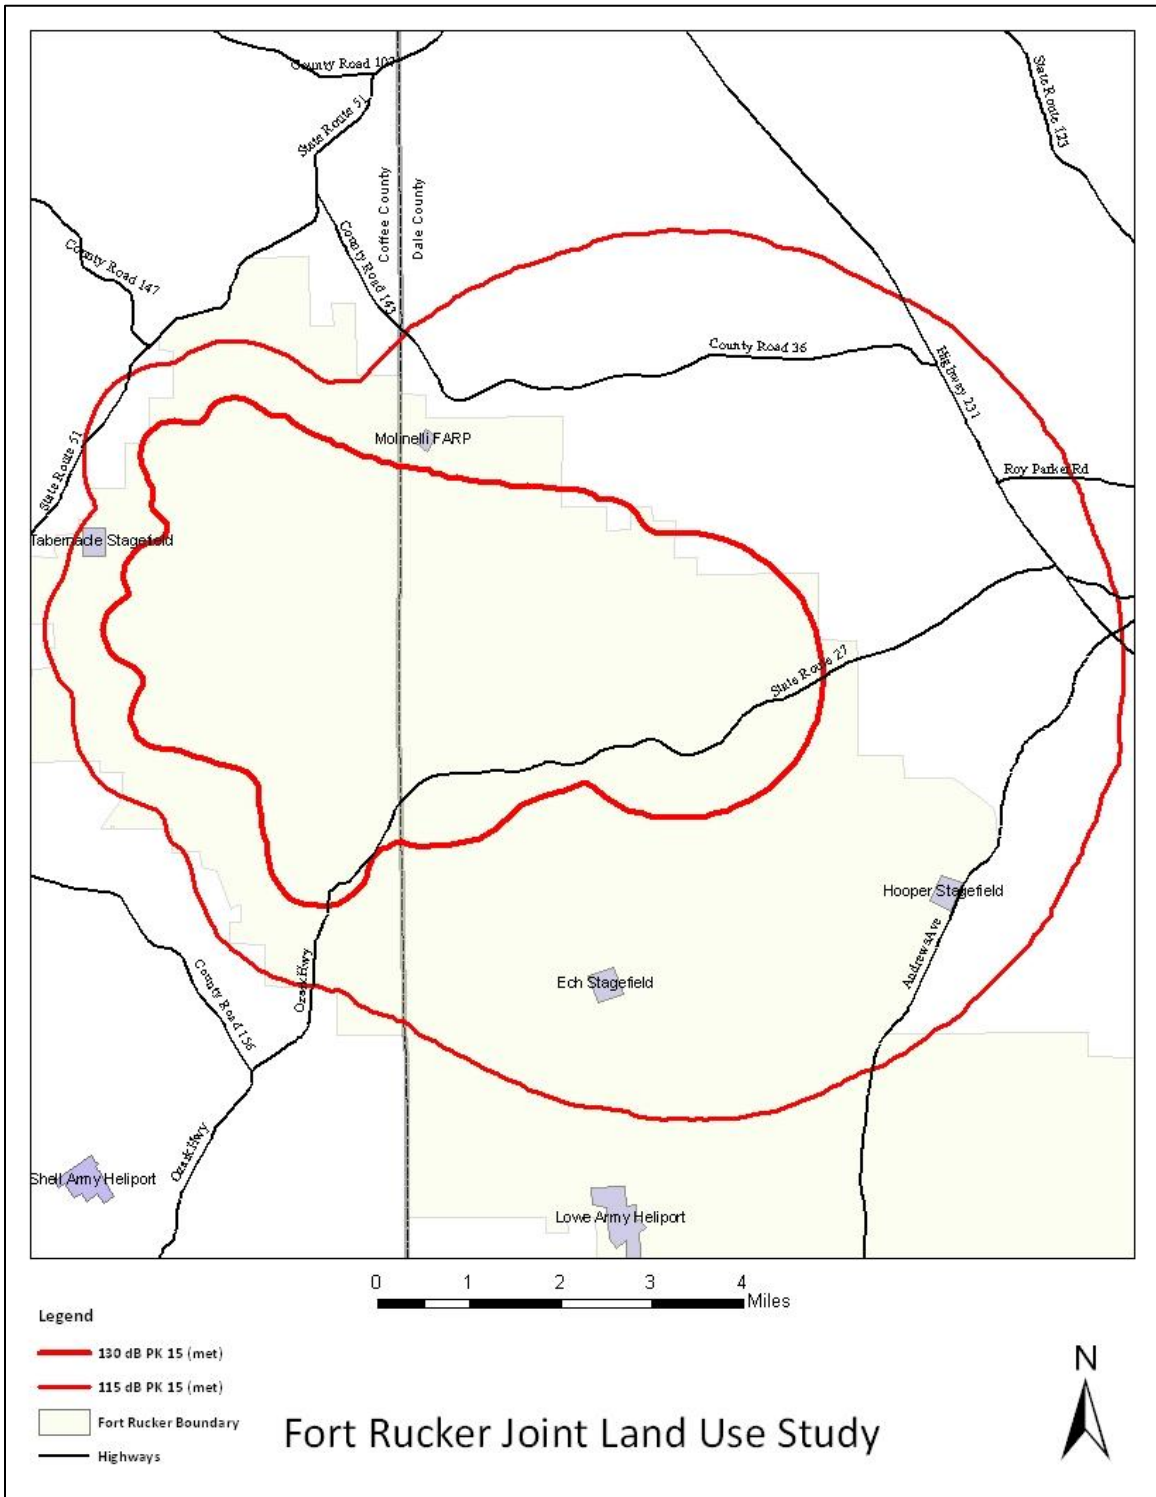 County Road 103
State Route 51
State Route 123
Coffee County
Dale County
County Road 147
County Road 143
County Road 36
Highway 231
State Route 51
Molinelli FARP
Roy Parker Rd
Tabernacle Stagefield
State Route 27
Hooper Stagefield
Andrews Ave
Ech Stagefield
Ozark Hwy
County Road 156
Ozark Hwy
Shell Army Heliport
Lowe Army Heliport
0 1 2 3 4
Miles
Legend
130 dB PK 15 (met)
115 dB PK 15 (met)
Fort Rucker Boundary
Highways
Fort Rucker Joint Land Use Study
N